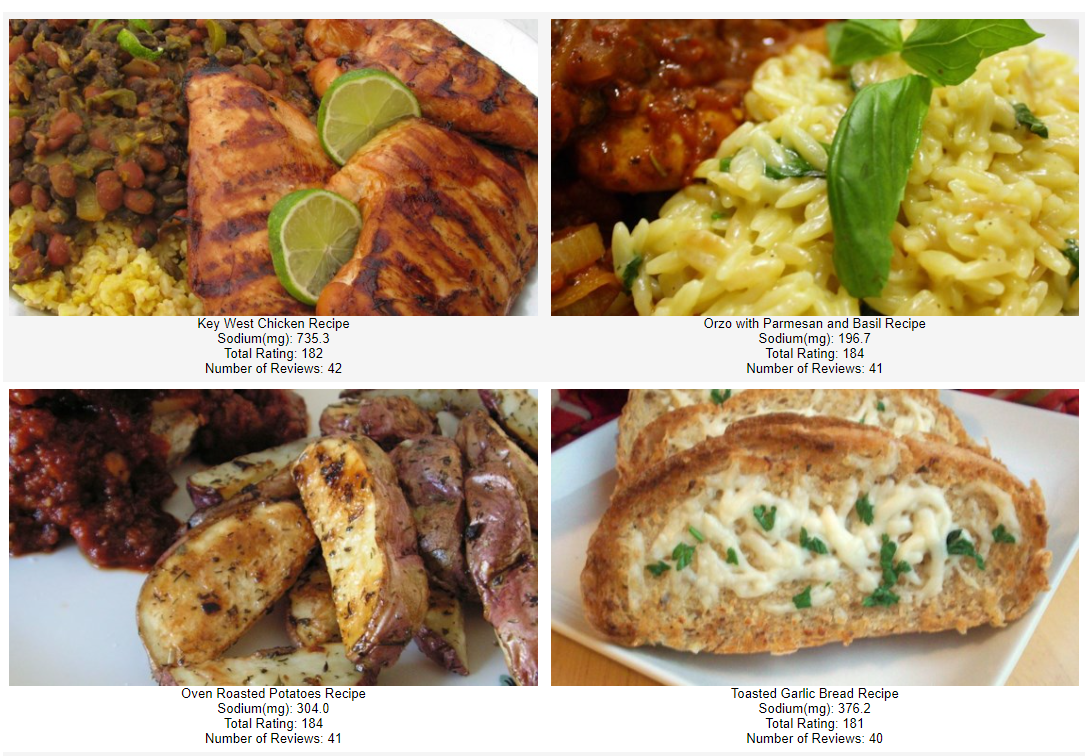 Key West Chicken Recipe
Sodium(mg): 735.3
Total Rating: 182
Number of Reviews: 42
Orzo with Parmesan and Basil Recipe
Sodium(mg): 196.7
Total Rating: 184
Number of Reviews: 41
Oven Roasted Potatoes Recipe
Sodium(mg): 304.0
Total Rating: 184
Number of Reviews: 41
Toasted Garlic Bread Recipe
Sodium(mg): 376.2
Total Rating: 181
Number of Reviews: 40